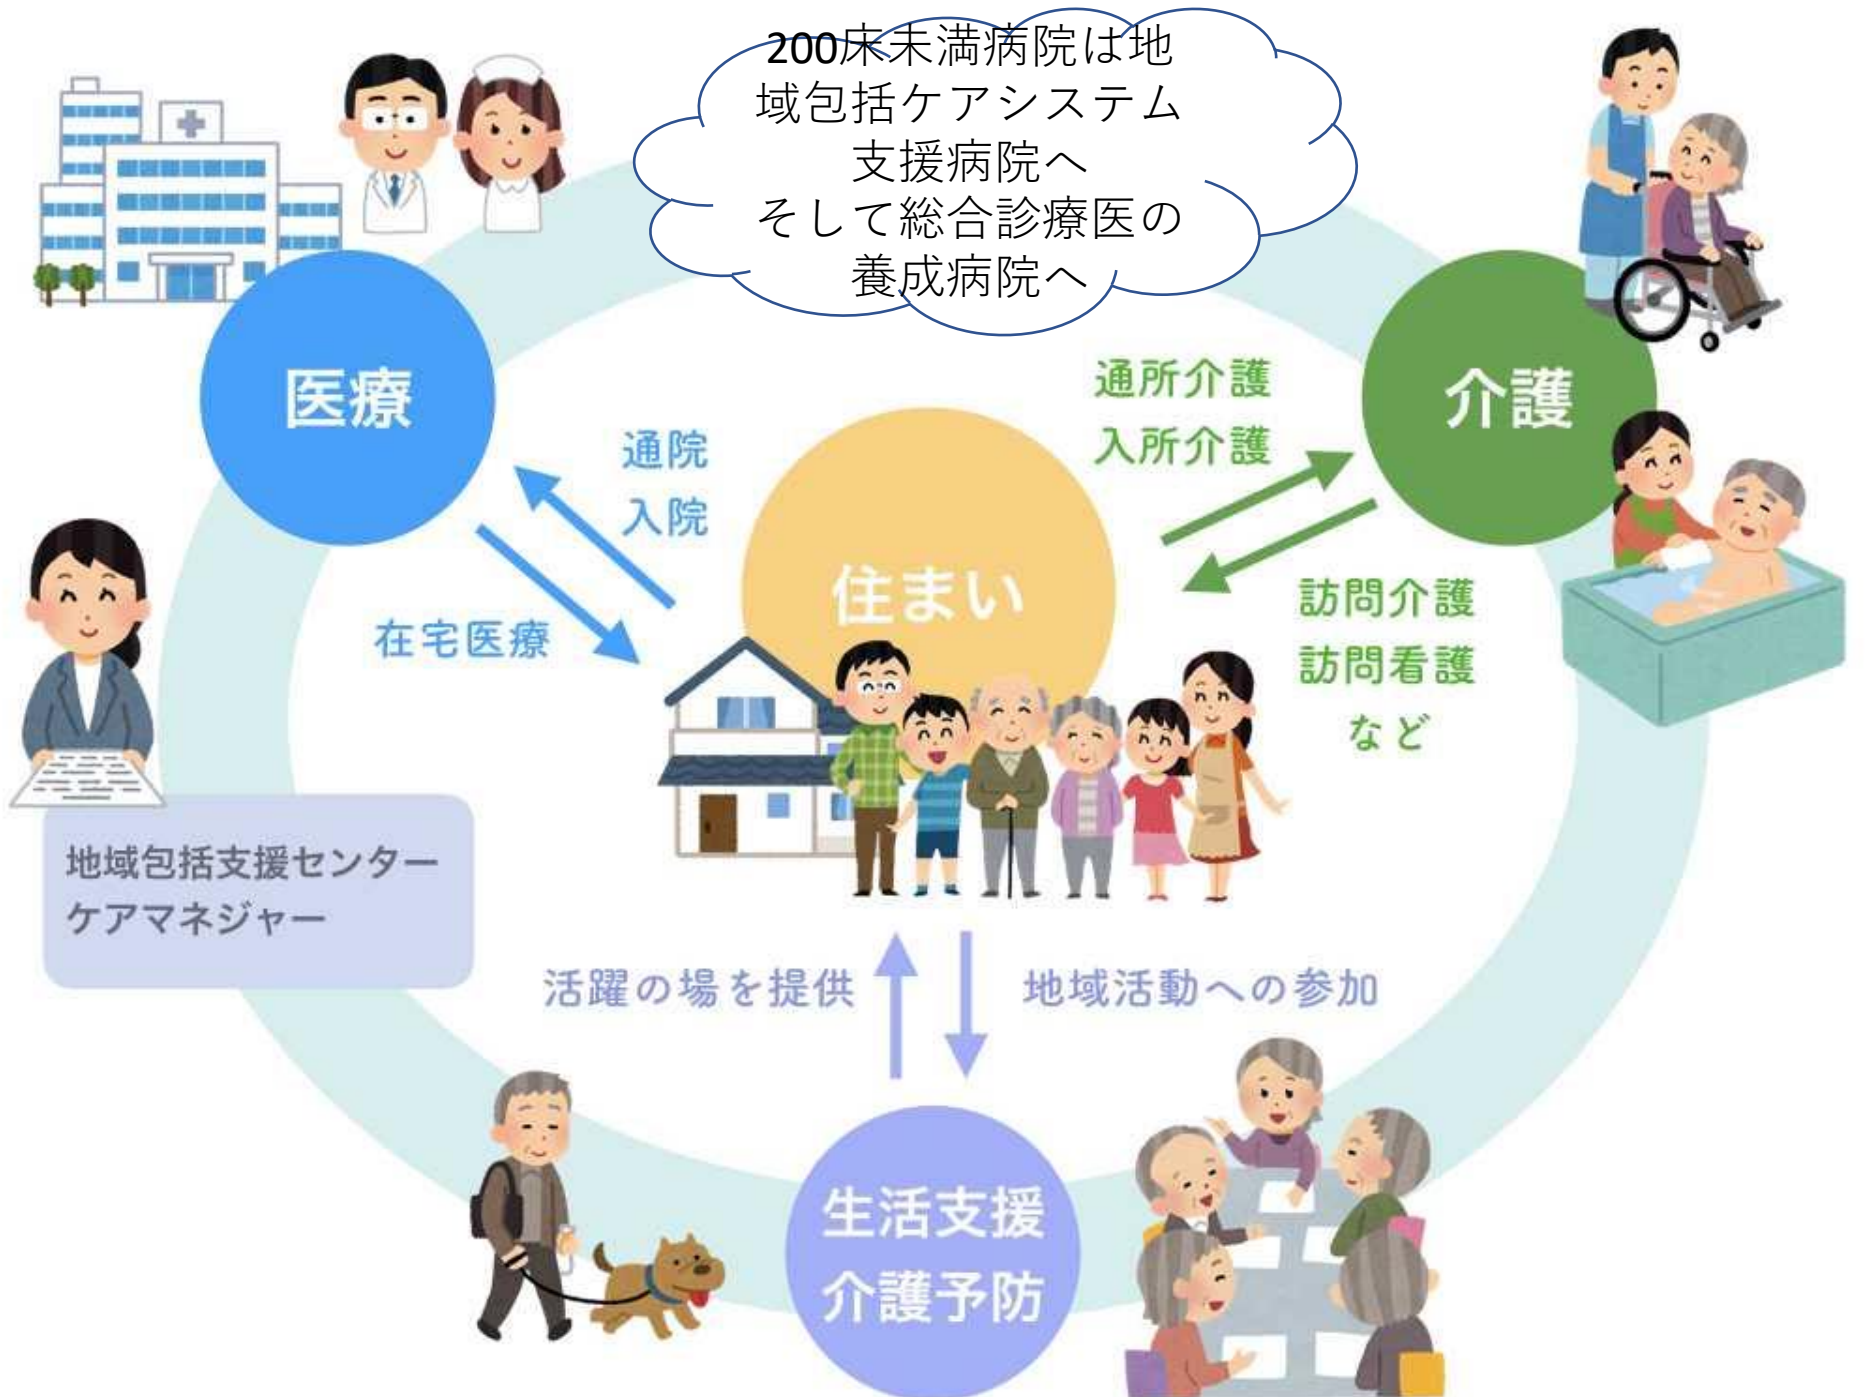 200床未満病院は地
域包括ケアシステム
支援病院へ
そして総合診療医の
養成病院へ
医療
介護
通所介護
入所介護
通院
入院
住まい
在宅医療
訪問介護
訪問看護
など
地域包括支援センター
ケアマネジャー
活躍の場を提供
地域活動への参加
生活支援
介護予防